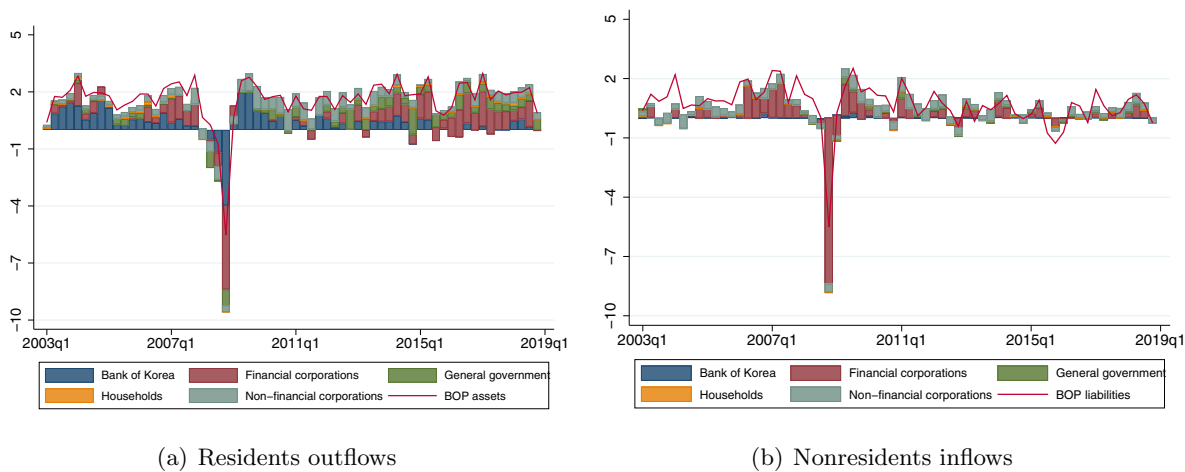 5
2
−1
−4
−7
−10
2003q1 2007q1 2011q1 2015q1 2019q1
Bank of Korea Financial corporations General government
Households Non−financial corporations BOP assets
(a) Residents outflows
5
2
−1
−4
−7
−10
2003q1 2007q1 2011q1 2015q1 2019q1
Bank of Korea Financial corporations General government
Households Non−financial corporations BOP liabilities
(b) Nonresidents inflows